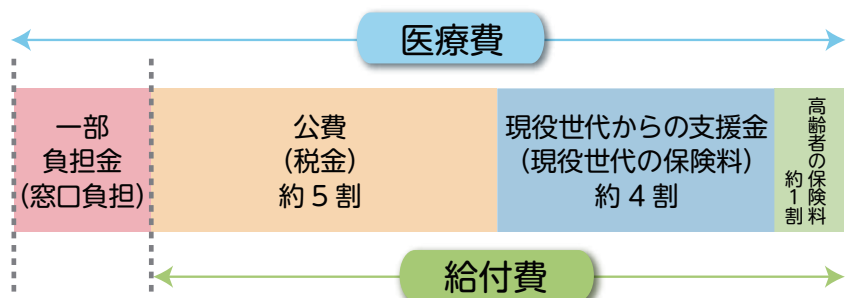 医療費
一部
負担金
(窓口負担)
公費
(税金)
約5割
現役世代からの支援金
(現役世代の保険料)
約4割
高齢者の保険料
約1割
給付費